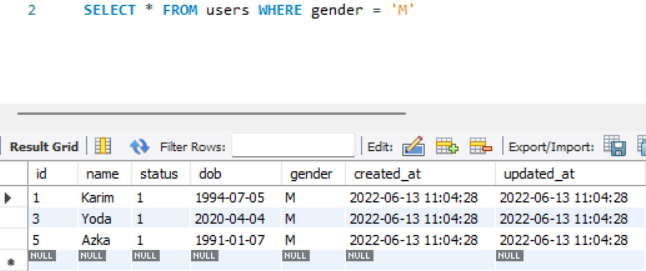 2 SELECT * FROM users WHERE gender = 'M'
Result Grid Filter Rows: Edit: Export/Import:
id name status dob gender created_at updated_at
1 Karim 1 1994-07-05 M 2022-06-13 11:04:28 2022-06-13 11:04:28
3 Yoda 1 2020-04-04 M 2022-06-13 11:04:28 2022-06-13 11:04:28
5 Azka 1 1991-01-07 M 2022-06-13 11:04:28 2022-06-13 11:04:28
NULL NULL NULL NULL NULL NULL NULL